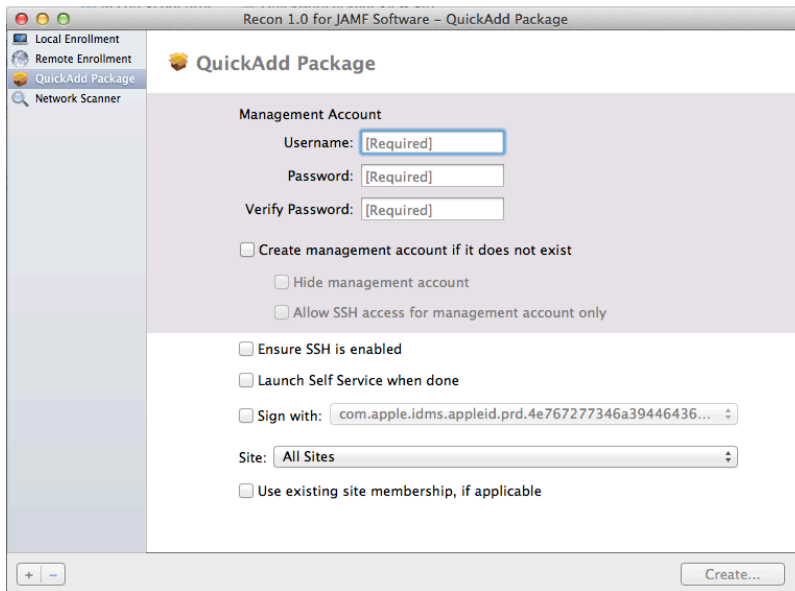 Recon 1.0 for JAMF Software – QuickAdd Package
Local Enrollment
Remote Enrollment
QuickAdd Package
Network Scanner
QuickAdd Package
Management Account
Username: [Required]
Password: [Required]
Verify Password: [Required]
Create management account if it does not exist
Hide management account
Allow SSH access for management account only
Ensure SSH is enabled
Launch Self Service when done
Sign with: com.apple.idms.appleid.prd.4e767277346a39446436...
Site: All Sites
Use existing site membership, if applicable
+ −
Create...